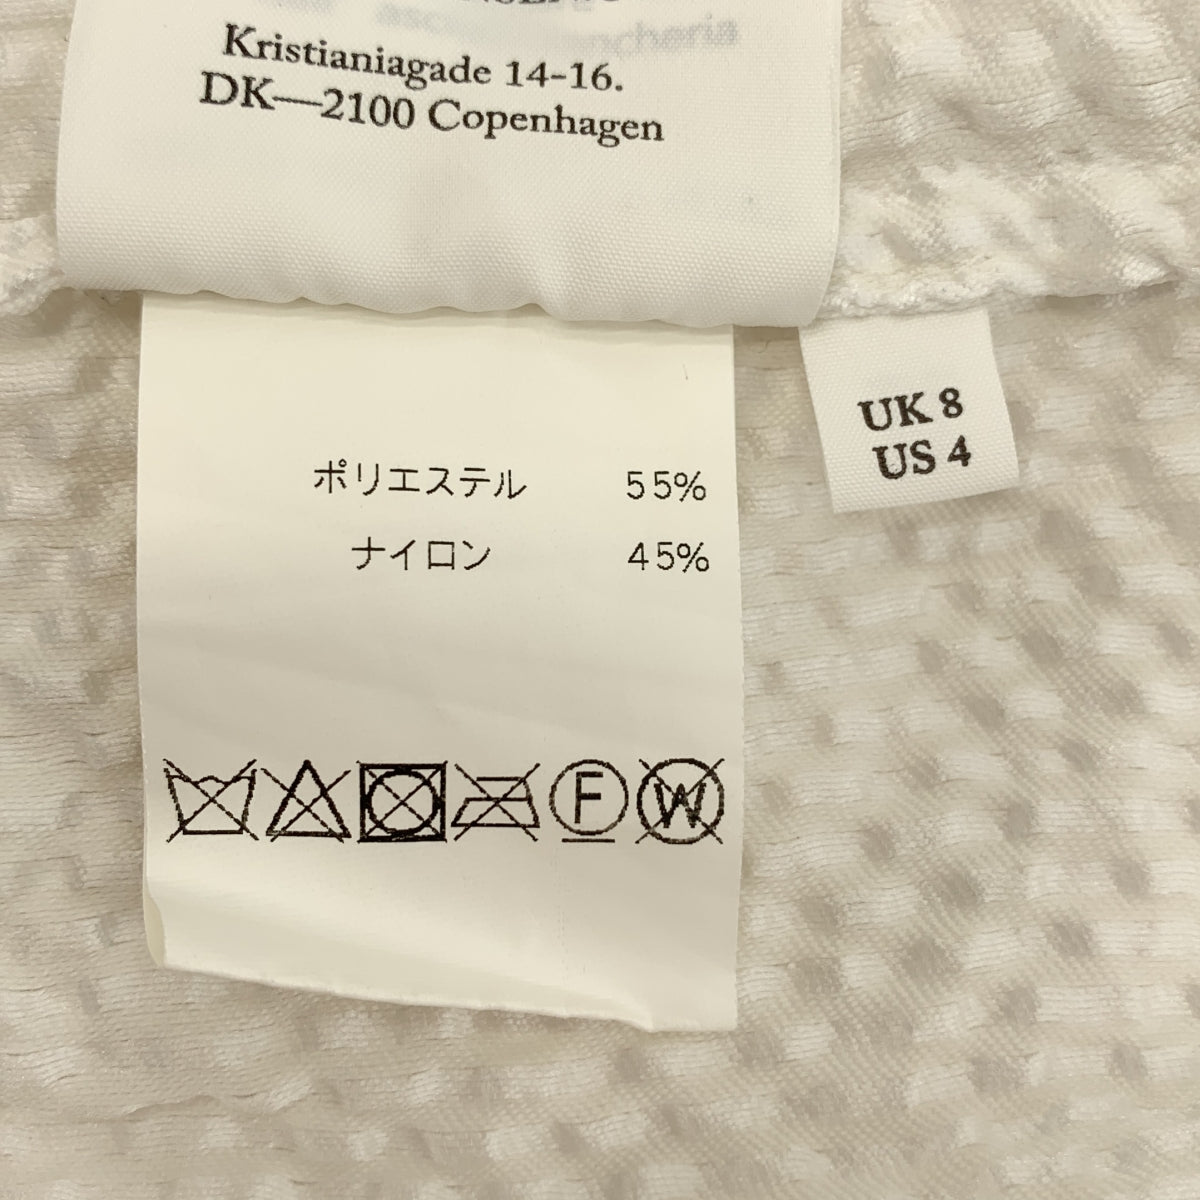 Kristianiagade 14-16.
DK—2100 Copenhagen
UK 8
US 4
ポリエステル 55%
ナイロン 45%
F W